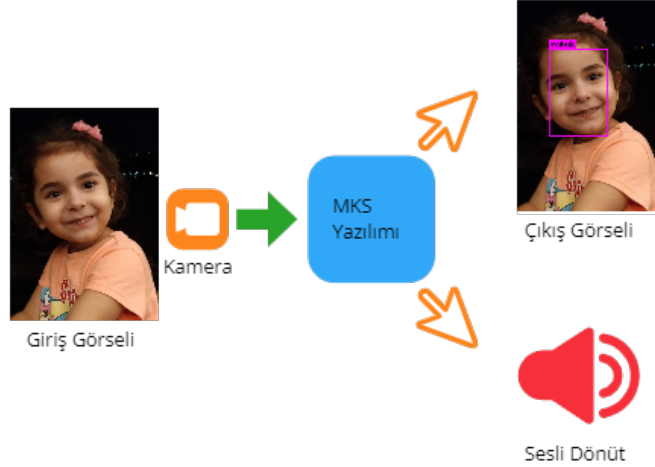 Giriş Görseli
Kamera
MKS
Yazılımı
Çıkış Görseli
Sesli Dönüt